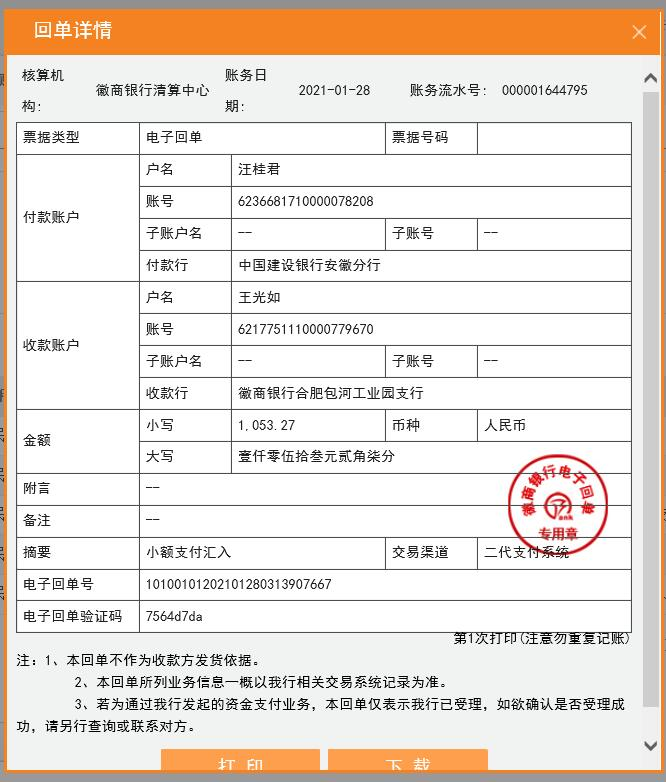 回单详情
核算机构: 徽商银行清算中心 账务日期: 2021-01-28 账务流水号: 000001644795
票据类型 电子回单 票据号码
付款账户
户名 汪桂君
账号 6236681710000078208
子账户名 -- 子账号 --
付款行 中国建设银行安徽分行
收款账户
户名 王光如
账号 6217751110000779670
子账户名 -- 子账号 --
收款行 徽商银行合肥包河工业园支行
金额
小写 1,053.27 币种 人民币
大写 壹仟零伍拾叁元贰角柒分
附言 --
备注 --
徽商银行电子回单
专用章
摘要 小额支付汇入 交易渠道 二代支付系统
电子回单号 10100101202101280313907667
电子回单验证码 7564d7da
第1次打印(注意勿重复记账)
注: 1、本回单不作为收款方发货依据。
2、本回单所列业务信息一概以我行相关交易系统记录为准。
3、若为通过我行发起的资金支付业务, 本回单仅表示我行已受理, 如欲确认是否受理成
功, 请另行查询或联系对方。
打 印 下 载